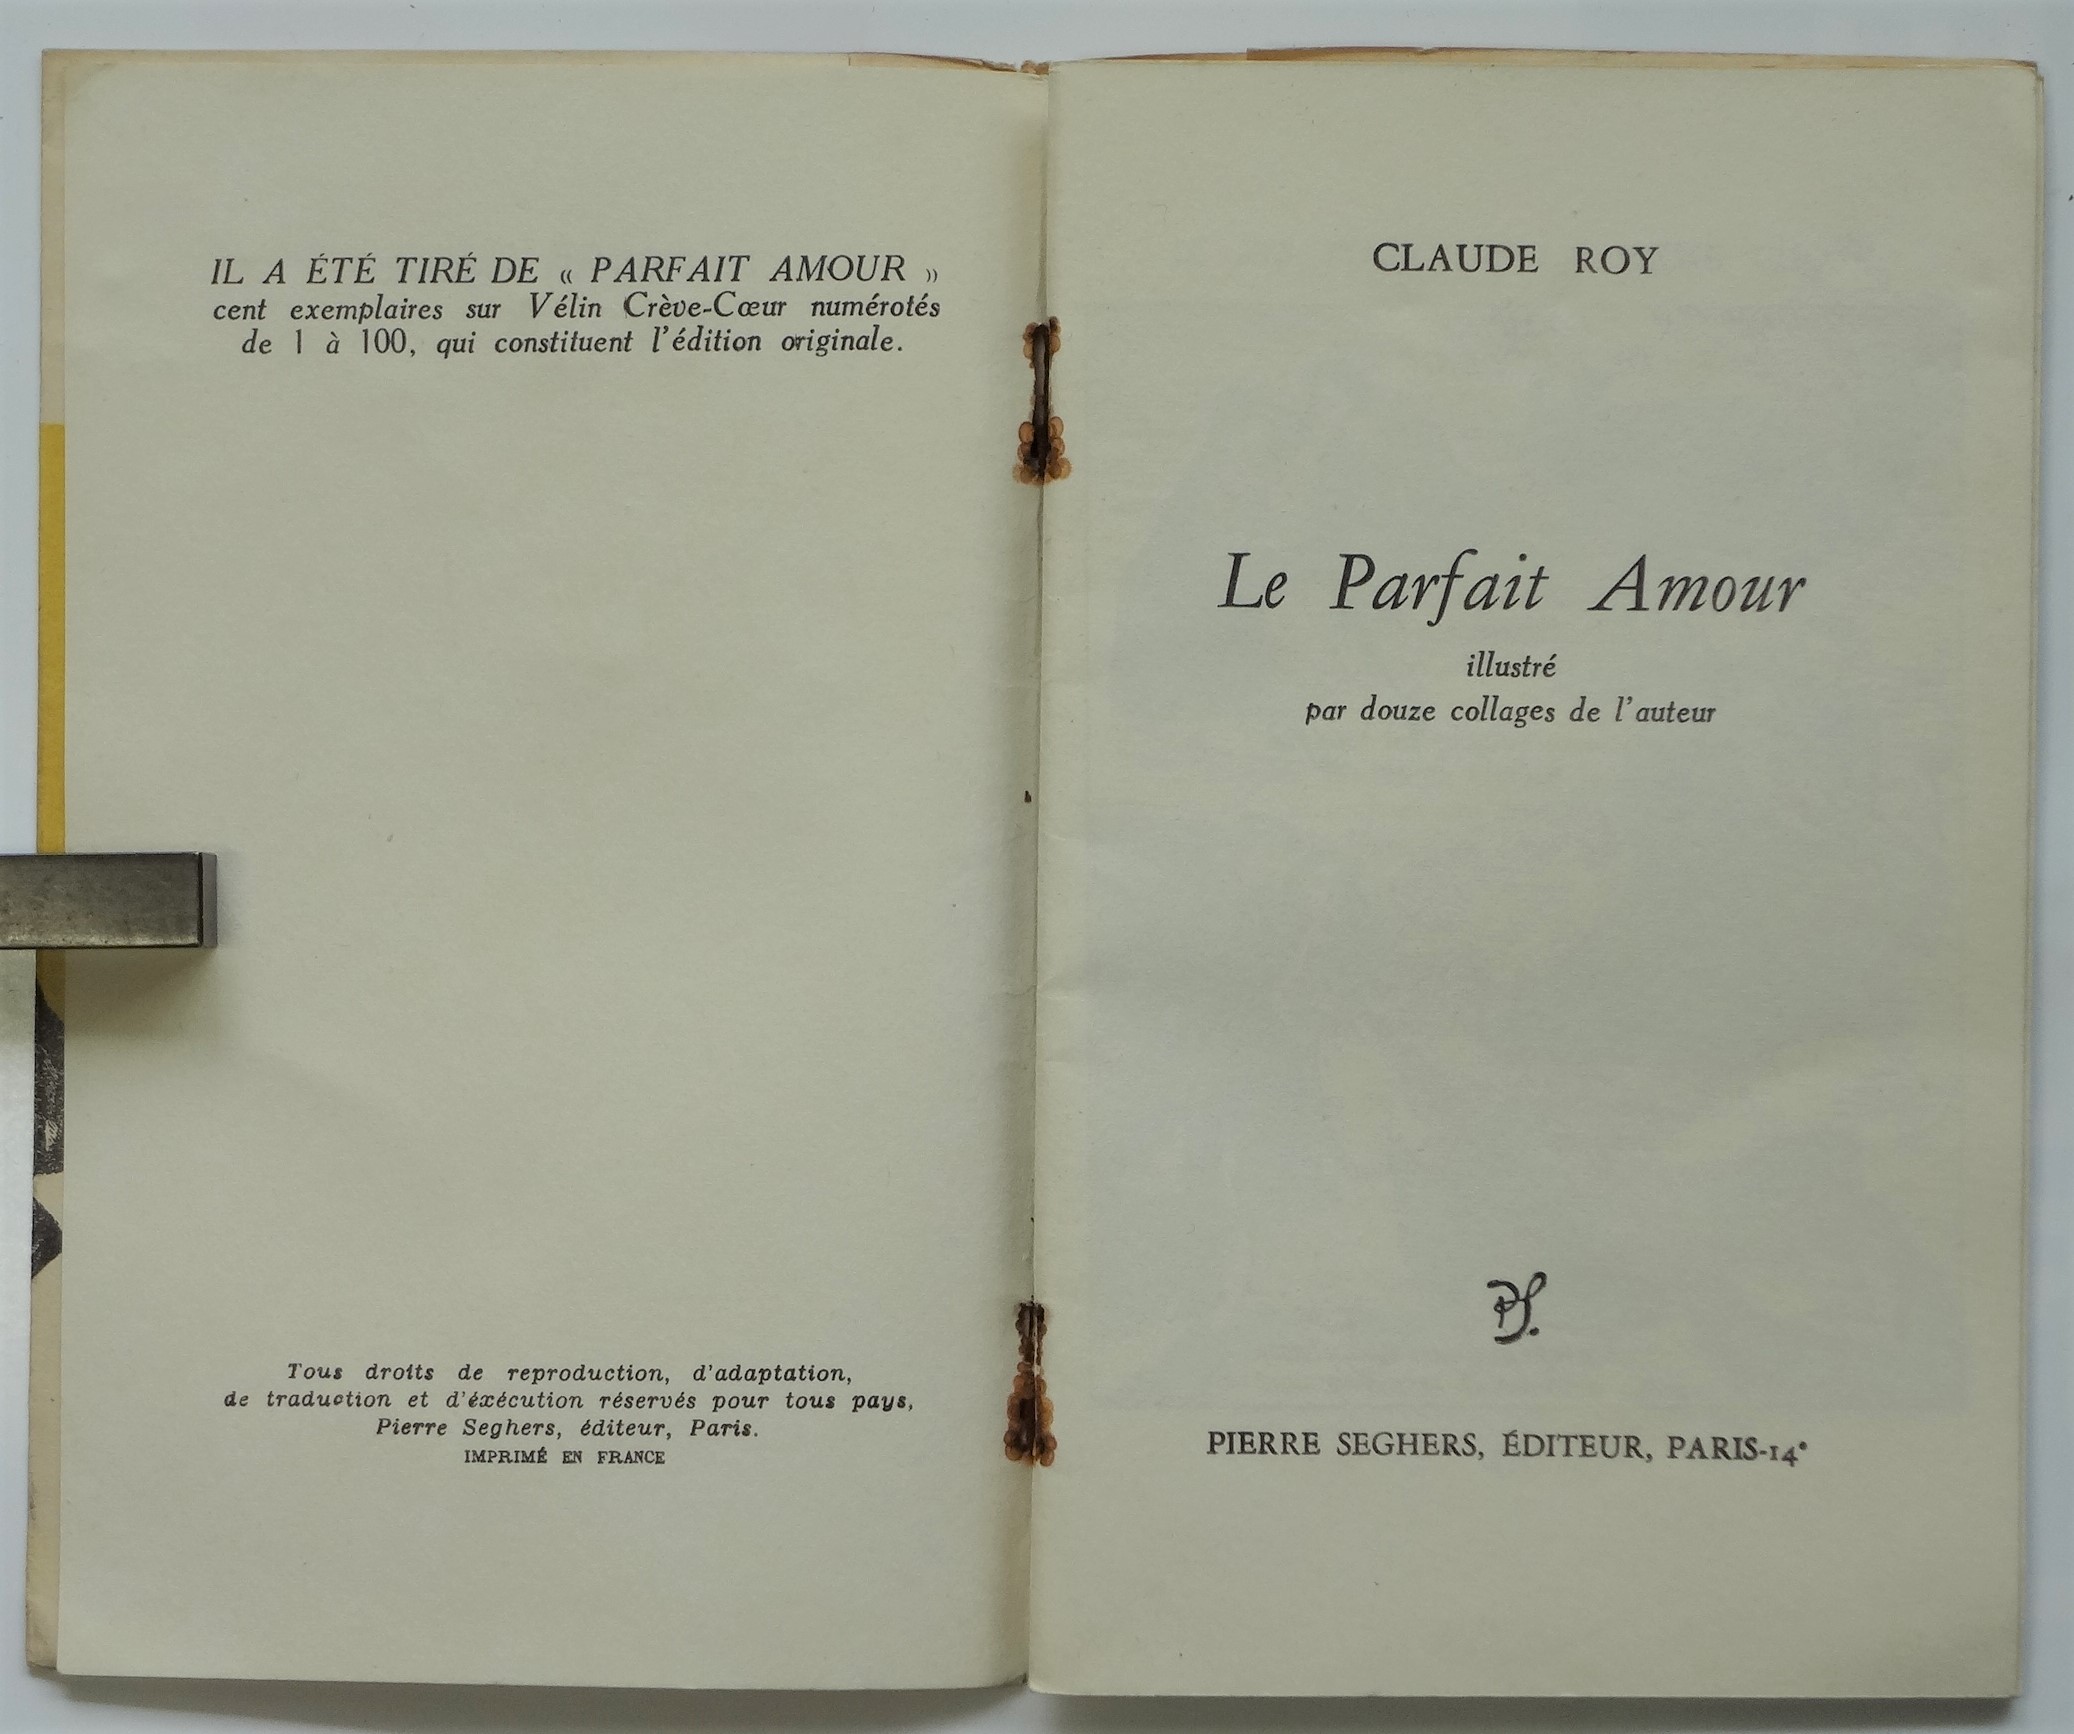 IL A ÉTÉ TIRÉ DE « PARFAIT AMOUR »
cent exemplaires sur Vélin Crève-Cœur numérotés
de 1 à 100, qui constituent l'édition originale.
Tous droits de reproduction, d'adaptation,
de traduction et d'éxécution réservés pour tous pays,
Pierre Seghers, éditeur, Paris.
IMPRIMÉ EN FRANCE
CLAUDE ROY
Le Parfait Amour
illustré
par douze collages de l'auteur
PS.
PIERRE SEGHERS, ÉDITEUR, PARIS-14e